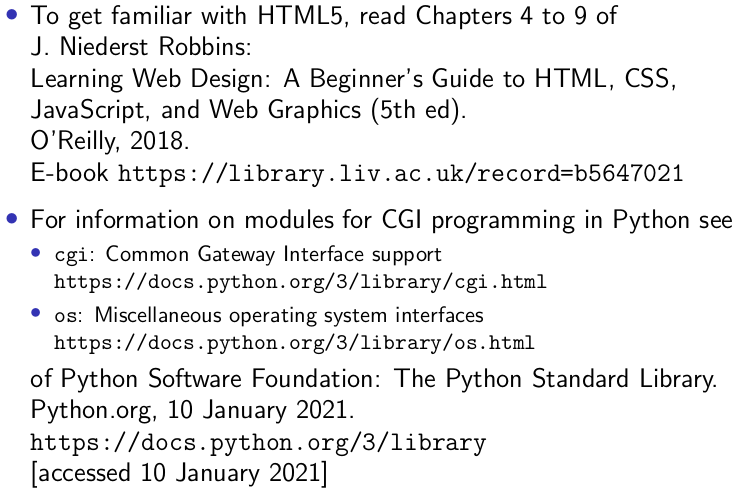 • To get familiar with HTML5, read Chapters 4 to 9 of
J. Niederst Robbins:
Learning Web Design: A Beginner's Guide to HTML, CSS,
JavaScript, and Web Graphics (5th ed).
O'Reilly, 2018.
E-book https://library.liv.ac.uk/record=b5647021
• For information on modules for CGI programming in Python see
• cgi: Common Gateway Interface support
https://docs.python.org/3/library/cgi.html
• os: Miscellaneous operating system interfaces
https://docs.python.org/3/library/os.html
of Python Software Foundation: The Python Standard Library.
Python.org, 10 January 2021.
https://docs.python.org/3/library
[accessed 10 January 2021]